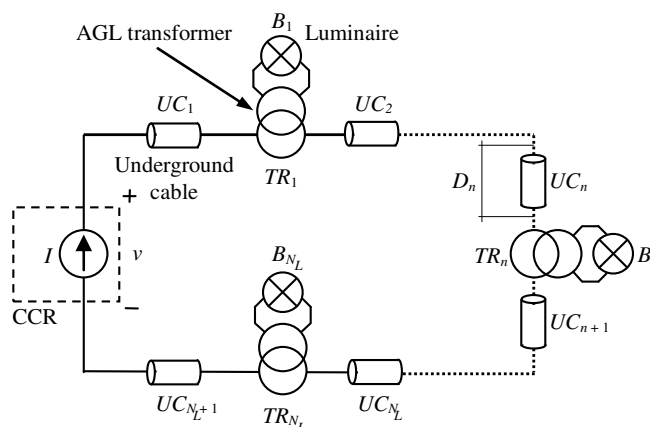 B1
AGL transformer
Luminaire
UC1
UC2
Underground
cable
TR1
Dn
UCn
+
I
v
TRn
B
BNL
−
CCR
UCn+1
UCNL+1
UCNL
TRN